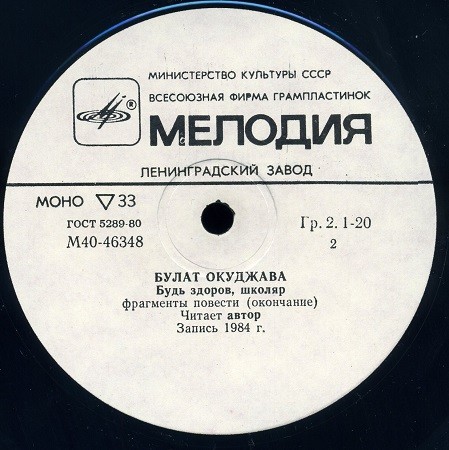 МИНИСТЕРСТВО КУЛЬТУРЫ СССР
ВСЕСОЮЗНАЯ ФИРМА ГРАМПЛАСТИНОК
®
МЕЛОДИЯ
ЛЕНИНГРАДСКИЙ ЗАВОД
МОНО ▽ 33
ГОСТ 5289-80
М40-46348
Гр. 2. 1-20
2
БУЛАТ ОКУДЖАВА
Будь здоров, школяр
фрагменты повести (окончание)
Читает автор
Запись 1984 г.